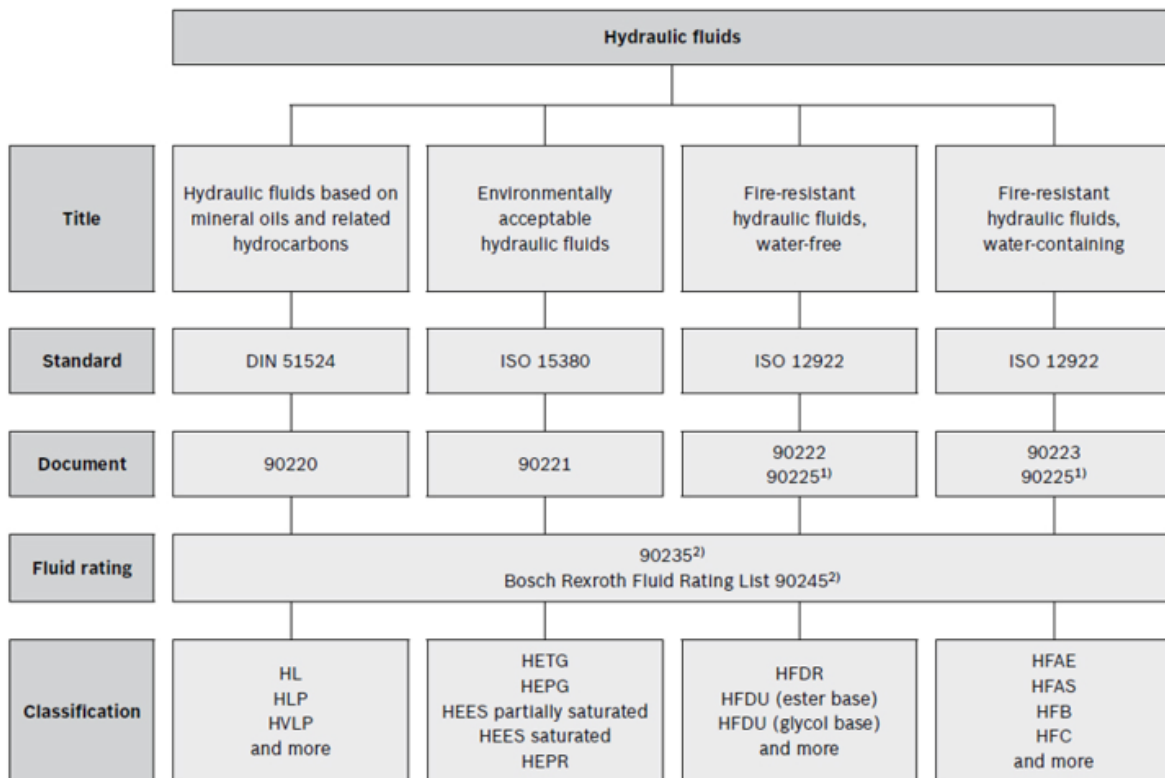 Hydraulic fluids
Title
Hydraulic fluids based on
mineral oils and related
hydrocarbons
Environmentally
acceptable
hydraulic fluids
Fire-resistant
hydraulic fluids,
water-free
Fire-resistant
hydraulic fluids,
water-containing
Standard
DIN 51524
ISO 15380
ISO 12922
ISO 12922
Document
90220
90221
90222
90225¹⁾
90223
90225¹⁾
Fluid rating
90235²⁾
Bosch Rexroth Fluid Rating List 90245²⁾
Classification
HL
HLP
HVLP
and more
HETG
HEPG
HEES partially saturated
HEES saturated
HEPR
HFDR
HFDU (ester base)
HFDU (glycol base)
and more
HFAE
HFAS
HFB
HFC
and more